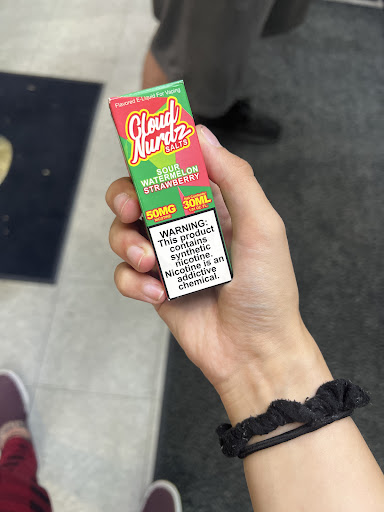 Flavored E-Liquid For Vaping
Cloud
Nurdz
SALTS
SOUR
WATERMELON
STRAWBERRY
50MG
30ML
WARNING:
This product
contains
synthetic
nicotine.
Nicotine is an
addictive
chemical.